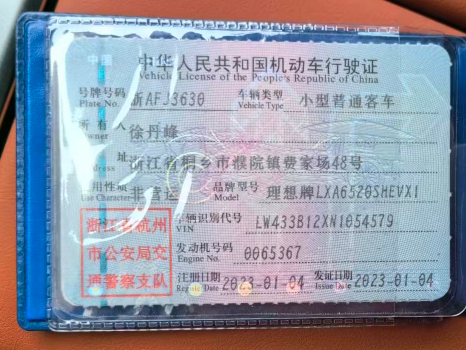 中国
中华人民共和国机动车行驶证
Vehicle License of the People's Republic of China
号牌号码 浙AFJ3630 车辆类型 小型普通客车
Plate No. Vehicle Type
所有人 徐丹峰
Owner
址 浙江省桐乡市濮院镇费家场48号
用性质 非营运 品牌型号 理想牌LXA6520SHEVX1
Use Character Model
浙江省杭州 车辆识别代号 LW433B12XN1054579
VIN
市公安局交 发动机号码 0065367
Engine No.
通警察支队 注册日期 2023-01-04 发证日期 2023-01-04
Register Date Issue Date